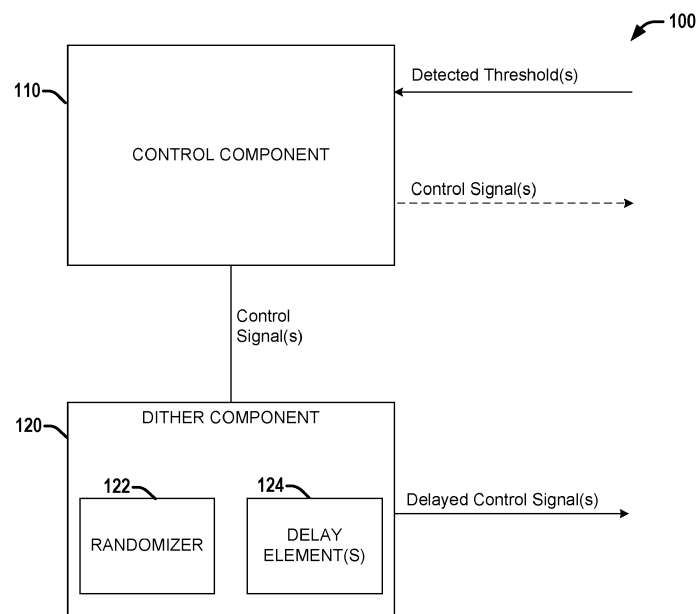 100
Detected Threshold(s)
110
CONTROL COMPONENT
Control Signal(s)
Control
Signal(s)
120
DITHER COMPONENT
122
124
Delayed Control Signal(s)
RANDOMIZER
DELAY
ELEMENT(S)